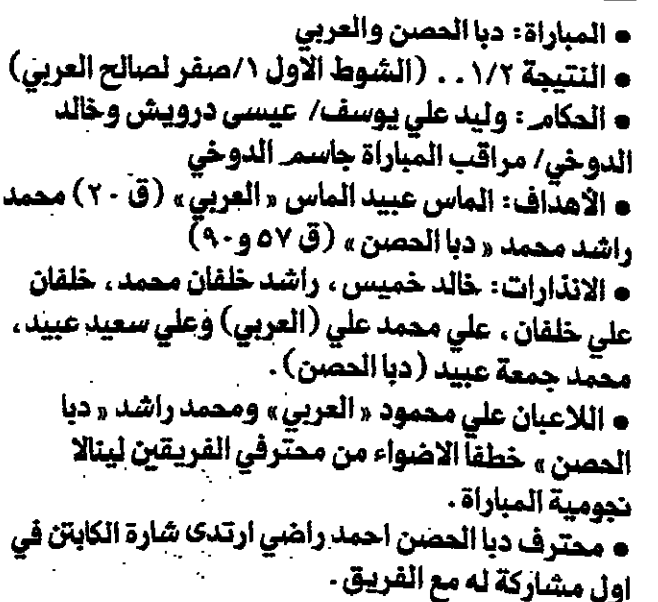 • المباراة: دبا الحصن والعربي
• النتيجة ١/٢ . . (الشوط الاول ١/صفر لصالح العربي)
• الحكام: وليد علي يوسف/ عيسى درويش وخالد
الدوخي/ مراقب المباراة جاسم الدوخي
• الأهداف: الماس عبيد الماس «العربي» (ق ٢٠) محمد
راشد محمد «دبا الحصن» (ق ٥٧ و٩٠)
• الانذارات: خالد خميس، راشد خلفان محمد، خلفان
علي خلفان، علي محمد علي (العربي) وعلي سعيد عبيد،
محمد جمعة عبيد (دبا الحصن).
• اللاعبان علي محمود «العربي» ومحمد راشد «دبا
الحصن» خطفا الاضواء من محترفي الفريقين لينالا
نجومية المباراة.
• محترف دبا الحصن احمد راضي ارتدى شارة الكابتن في
اول مشاركة له مع الفريق.